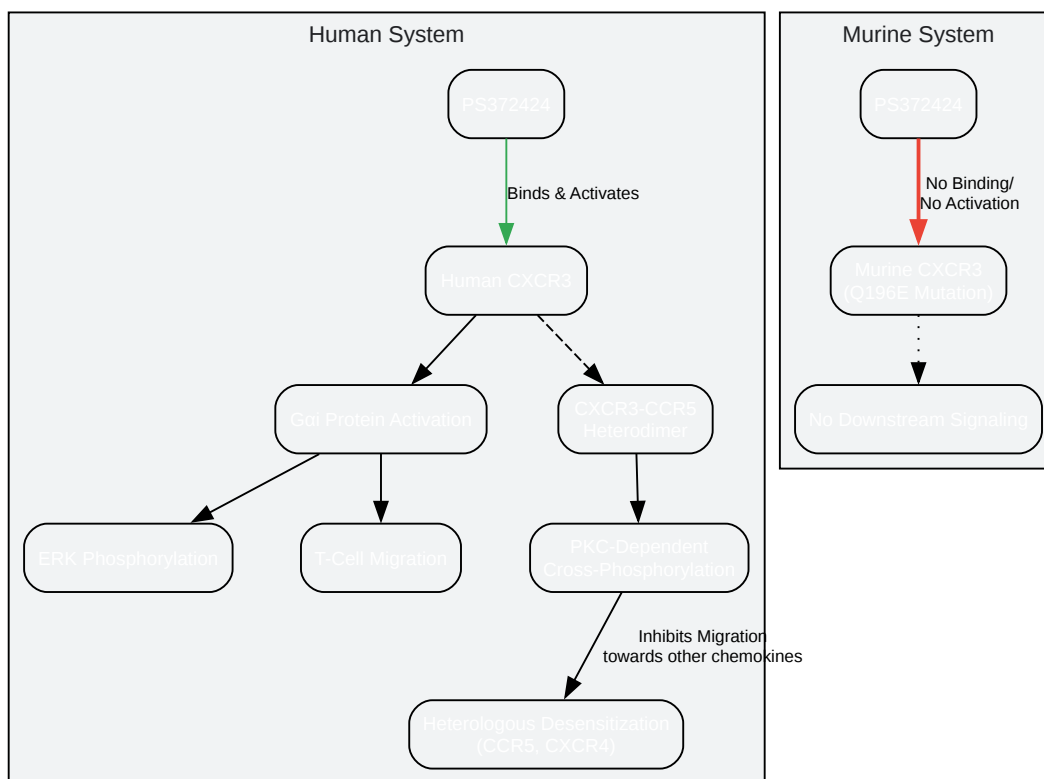 Human System
PS372424
Binds & Activates
Human CXCR3
Gαi Protein Activation
CXCR3-CCR5
Heterodimer
ERK Phosphorylation
T-Cell Migration
PKC-Dependent
Cross-Phosphorylation
Inhibits Migration
towards other chemokines
Heterologous Desensitization
(CCR5, CXCR4)
Murine System
PS372424
No Binding/
No Activation
Murine CXCR3
(Q196E Mutation)
No Downstream Signaling